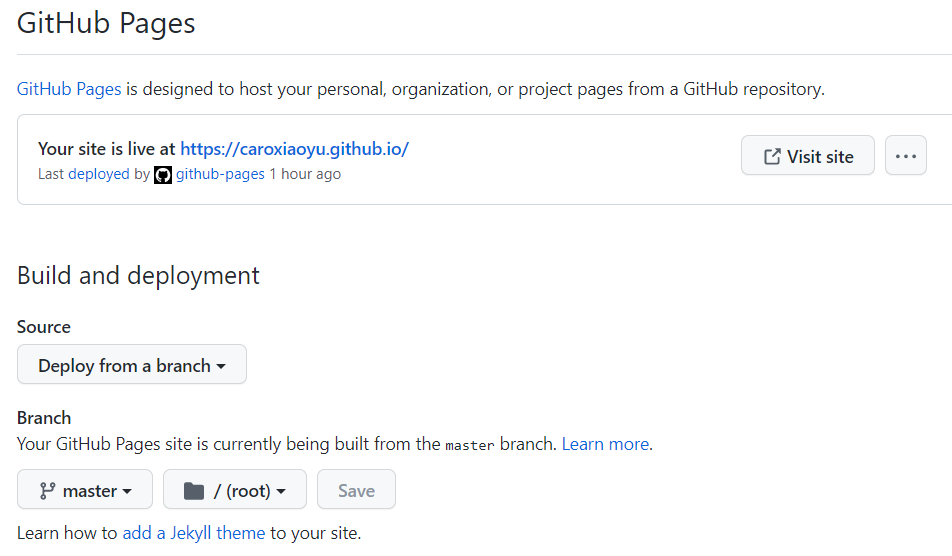 GitHub Pages
GitHub Pages is designed to host your personal, organization, or project pages from a GitHub repository.
Your site is live at https://caroxiaoyu.github.io/
Visit site
Last deployed by github-pages 1 hour ago
Build and deployment
Source
Deploy from a branch
Branch
Your GitHub Pages site is currently being built from the master branch. Learn more.
master / (root) Save
Learn how to add a Jekyll theme to your site.